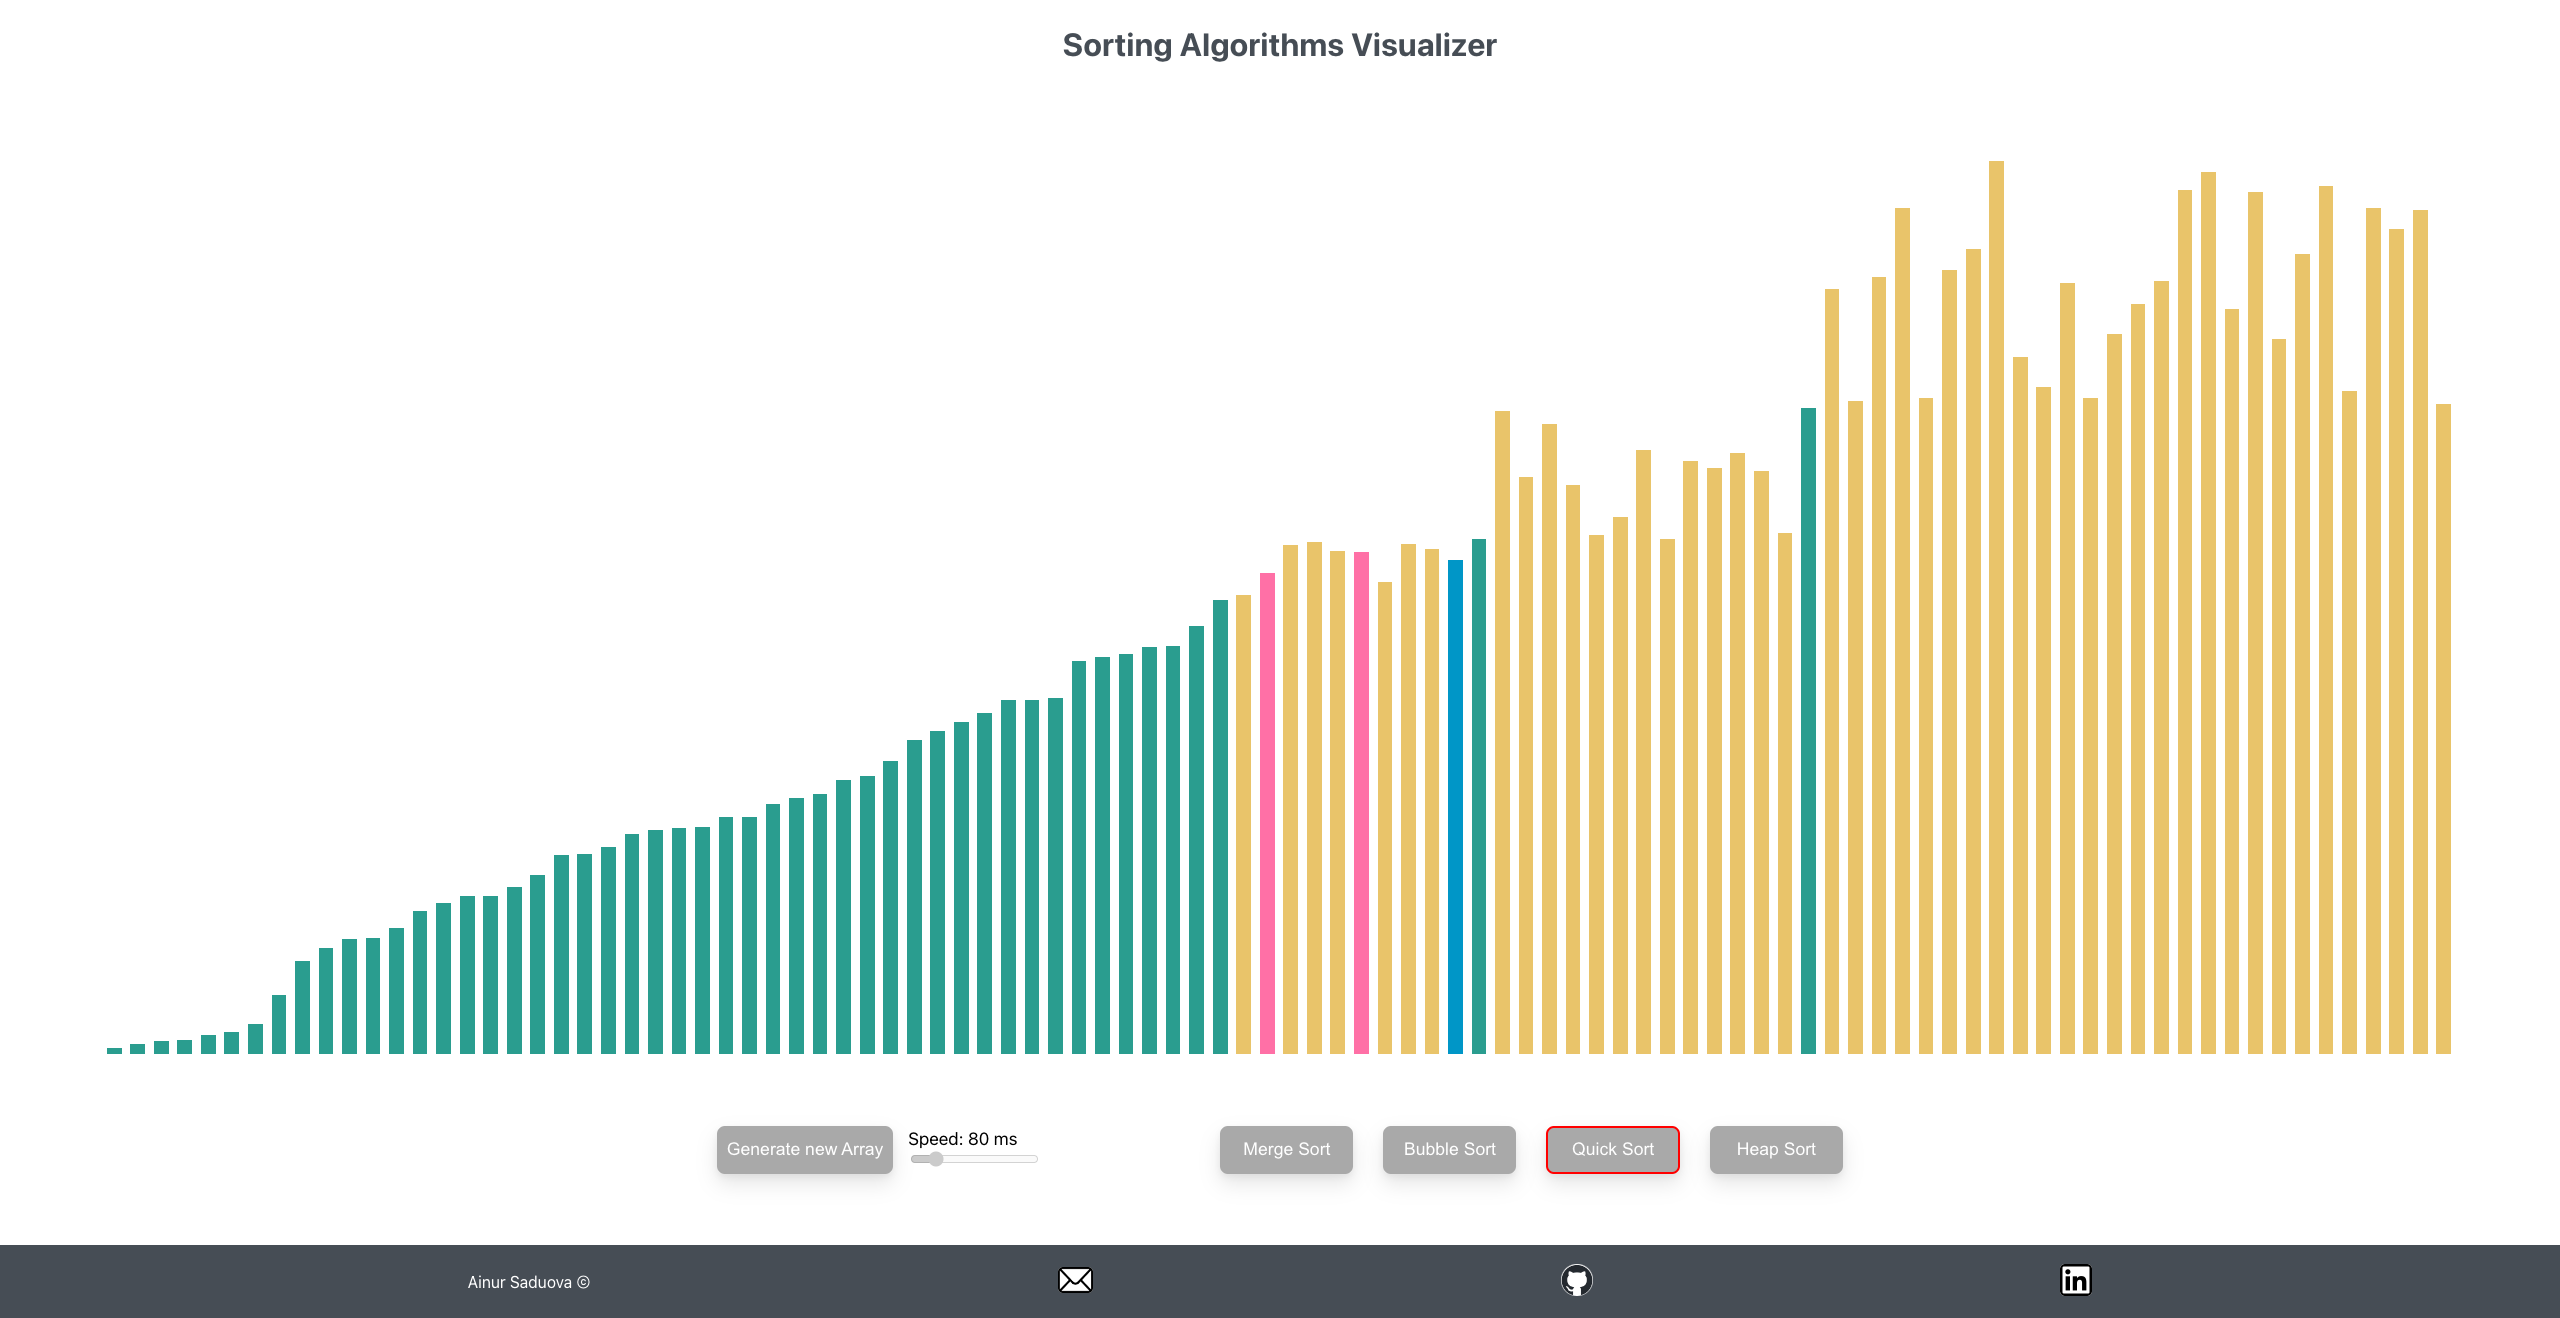 Sorting Algorithms Visualizer
Generate new Array
Speed: 80 ms
Merge Sort
Bubble Sort
Quick Sort
Heap Sort
Ainur Saduova ©
in